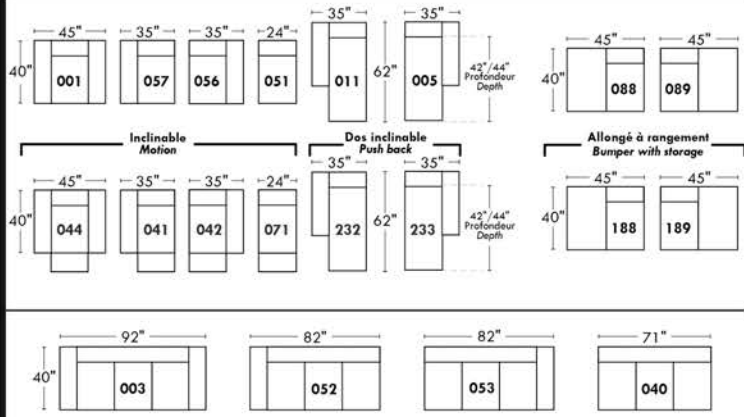 45" 35" 35" 24" 35" 35" 45" 45"
40" 001 057 056 051 011 62" 005 42"/44" Profondeur Depth 40" 088 089
Inclinable Dos inclinable Allongé à rangement
Motion Push back Bumper with storage
45" 35" 35" 24" 35" 35" 45" 45"
40" 044 041 042 071 232 62" 233 42"/44" Profondeur Depth 40" 188 189
92" 82" 82" 71"
40" 003 052 053 040